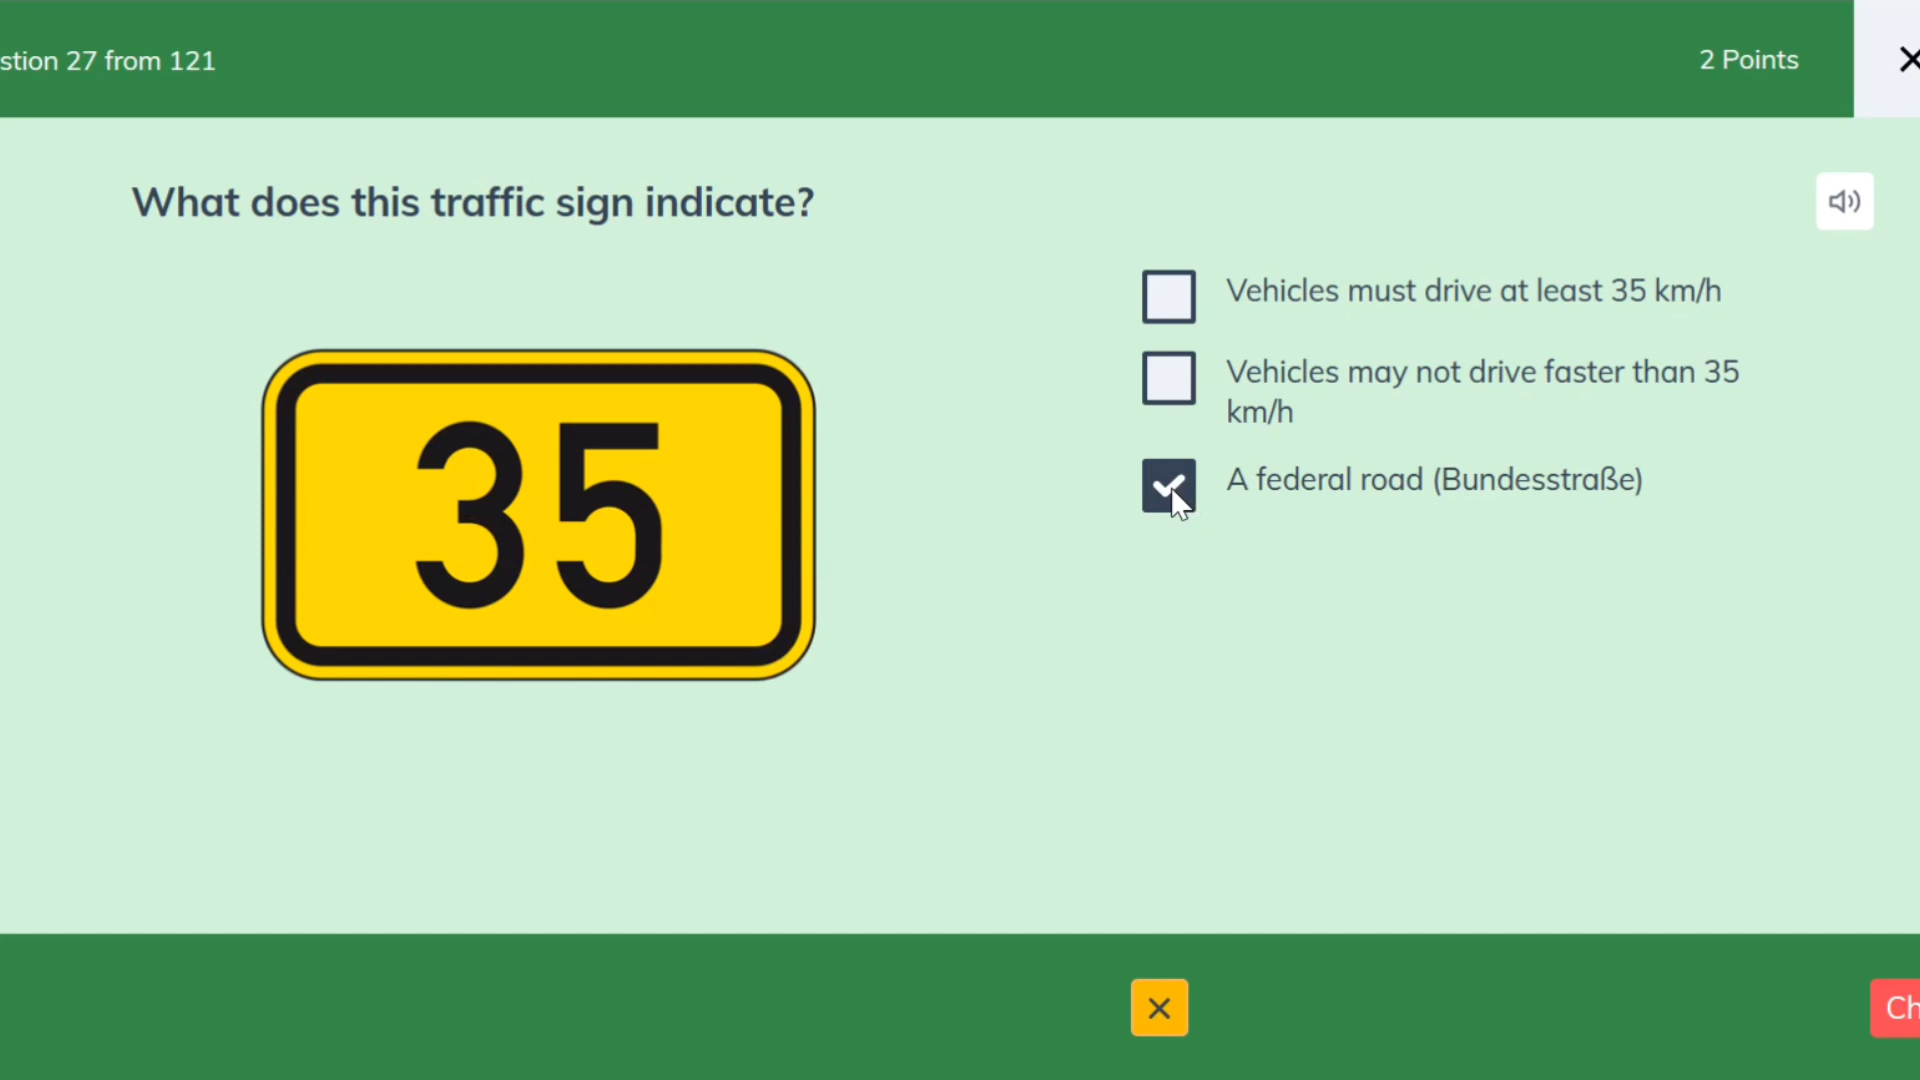 stion 27 from 121
2 Points
What does this traffic sign indicate?
35
Vehicles must drive at least 35 km/h
Vehicles may not drive faster than 35
km/h
A federal road (Bundesstraße)
Ch